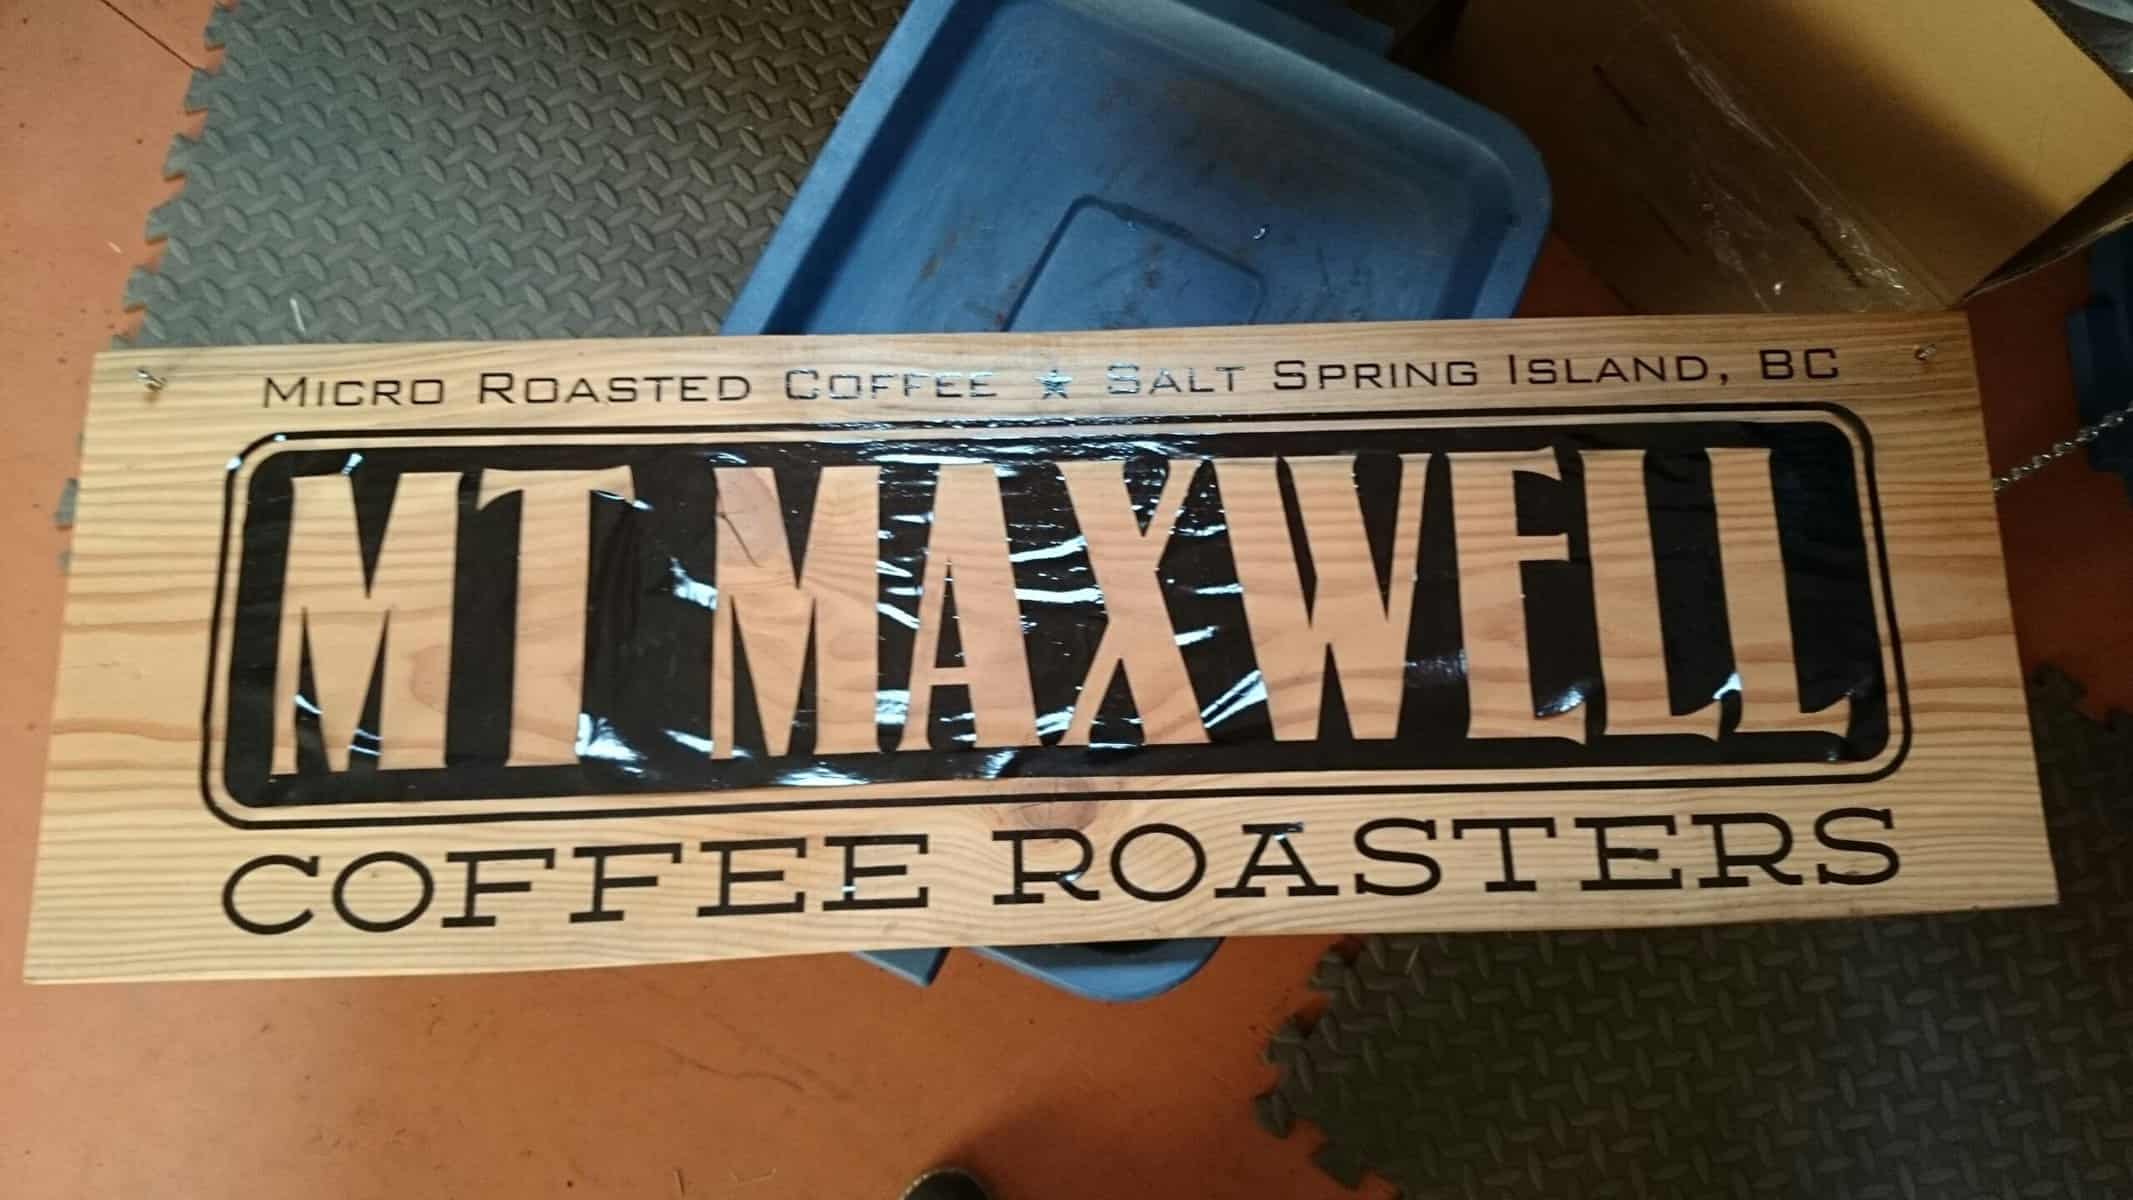 MICRO ROASTED COFFEE ★ SALT SPRING ISLAND, BC
MT MAXWELL
COFFEE ROASTERS